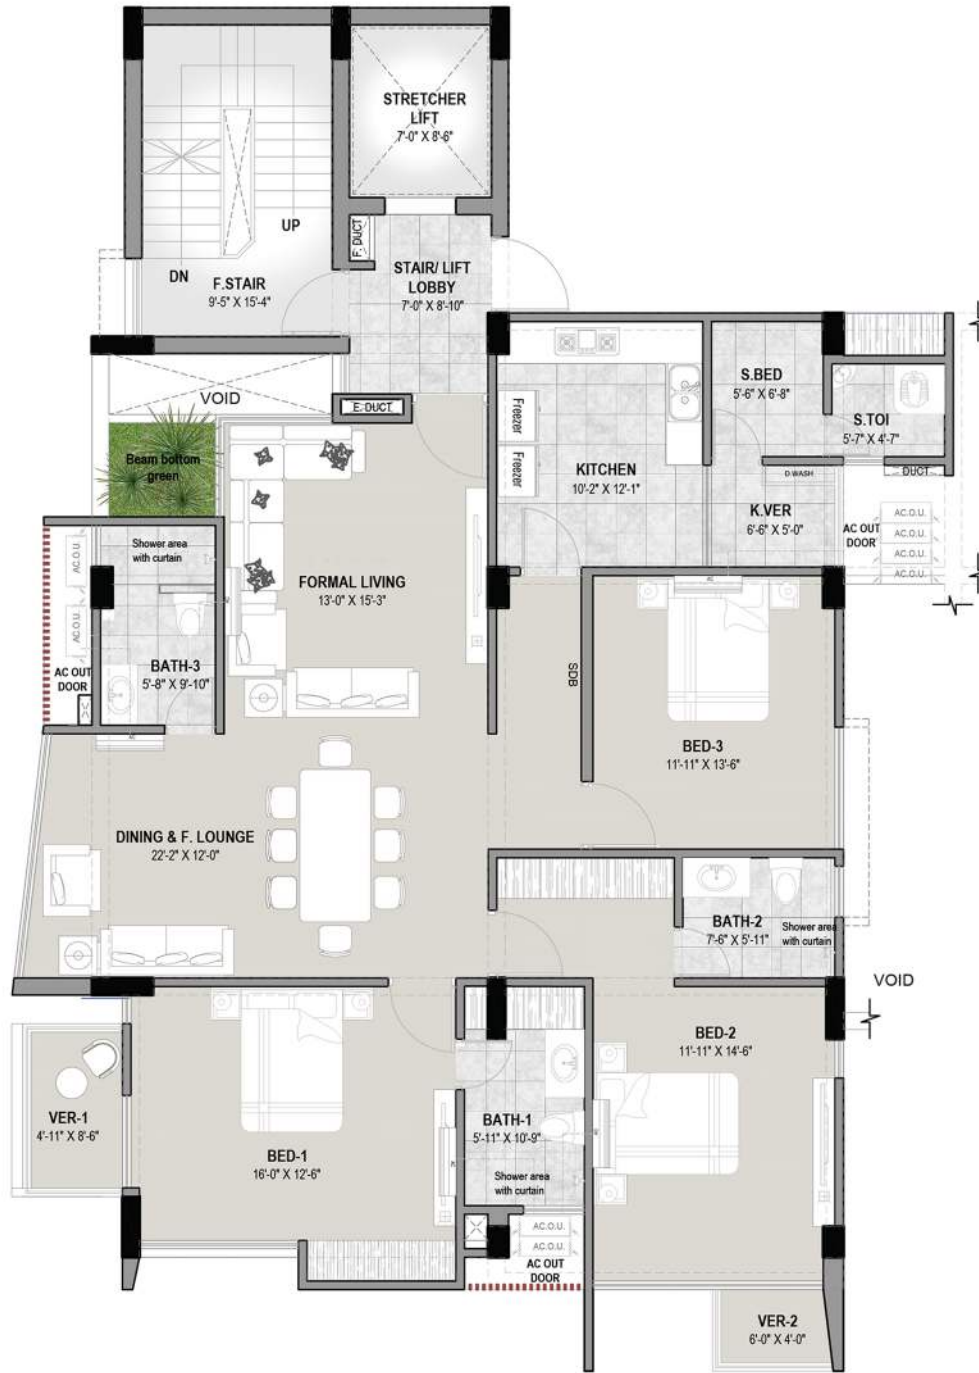 STRETCHER
LIFT
7'-0" X 8'-6"
UP
DN
F.STAIR
9'-5" X 15'-4"
F. DUCT
STAIR/ LIFT
LOBBY
7'-0" X 8'-10"
VOID
E. DUCT
Beam bottom
green
Freezer
Freezer
KITCHEN
10'-2" X 12'-1"
S.BED
5'-6" X 6'-8"
S.TOI
5'-7" X 4'-7"
D.WASH
DUCT
K.VER
6'-6" X 5'-0"
AC OUT
DOOR
A.C.O.U.
A.C.O.U.
A.C.O.U.
A.C.O.U.
Shower area
with curtain
A.C.O.U.
A.C.O.U.
AC OUT
DOOR
BATH-3
5'-8" X 9'-10"
FORMAL LIVING
13'-0" X 15'-3"
SDB
BED-3
11'-11" X 13'-6"
DINING & F. LOUNGE
22'-2" X 12'-0"
BATH-2
7'-6" X 5'-11"
Shower area
with curtain
VOID
BED-2
11'-11" X 14'-6"
VER-1
4'-11" X 8'-6"
BED-1
16'-0" X 12'-6"
BATH-1
5'-11" X 10'-9"
Shower area
with curtain
A.C.O.U.
A.C.O.U.
AC OUT
DOOR
VER-2
6'-0" X 4'-0"